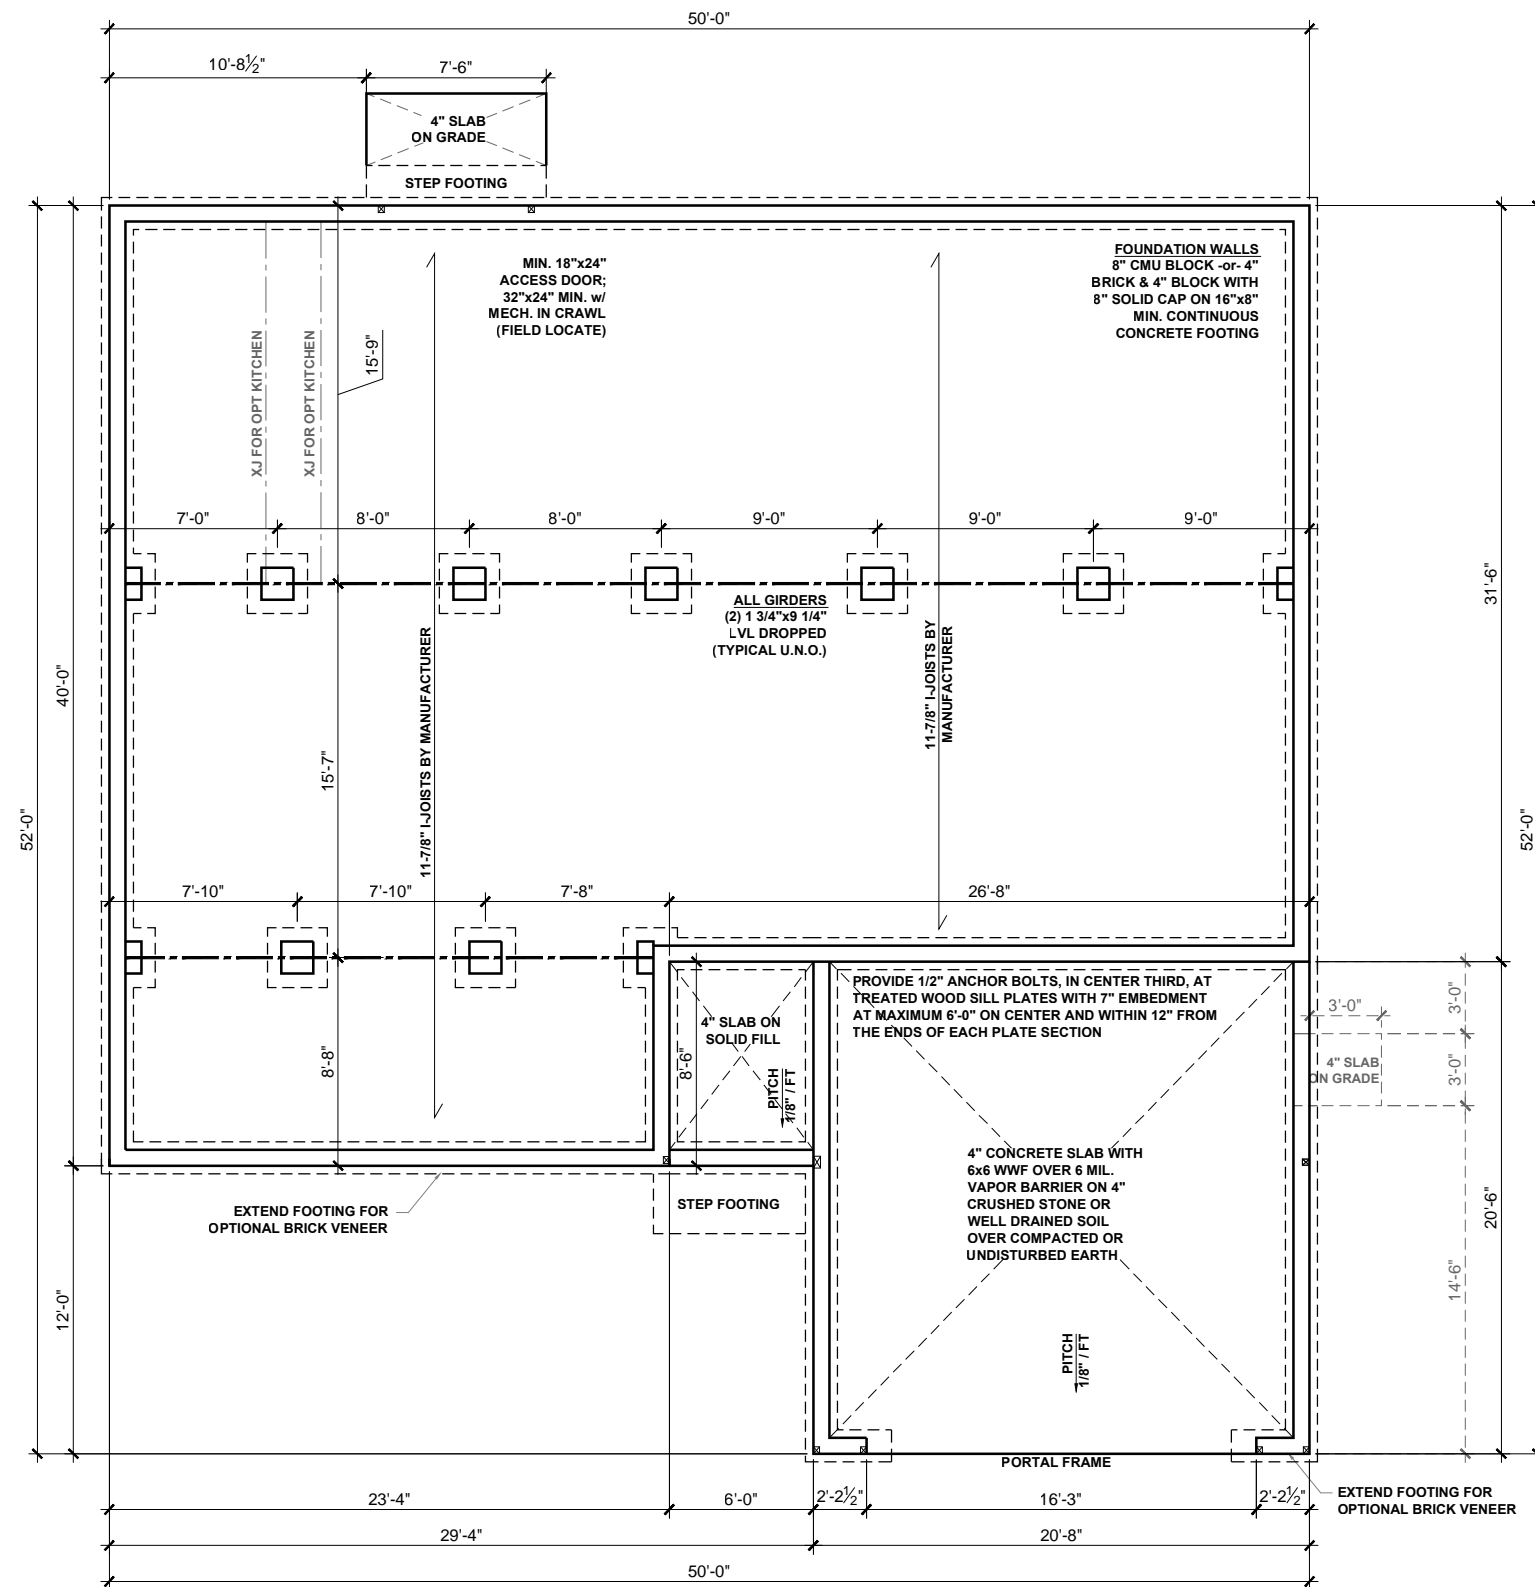 50'-0"
10'-8½"
7'-6"
4" SLAB
ON GRADE
STEP FOOTING
MIN. 18"x24"
ACCESS DOOR;
32"x24" MIN. w/
MECH. IN CRAWL
(FIELD LOCATE)
FOUNDATION WALLS
8" CMU BLOCK -or- 4"
BRICK & 4" BLOCK WITH
8" SOLID CAP ON 16"x8"
MIN. CONTINUOUS
CONCRETE FOOTING
XJ FOR OPT KITCHEN
XJ FOR OPT KITCHEN
15'-9"
7'-0"
8'-0"
8'-0"
9'-0"
9'-0"
9'-0"
ALL GIRDERS
(2) 1 3/4"x9 1/4"
LVL DROPPED
(TYPICAL U.N.O.)
31'-6"
40'-0"
11-7/8" I-JOISTS BY MANUFACTURER
11-7/8" I-JOISTS BY
MANUFACTURER
15'-7"
52'-0"
52'-0"
7'-10"
7'-10"
7'-8"
26'-8"
PROVIDE 1/2" ANCHOR BOLTS, IN CENTER THIRD, AT
TREATED WOOD SILL PLATES WITH 7" EMBEDMENT
AT MAXIMUM 6'-0" ON CENTER AND WITHIN 12" FROM
THE ENDS OF EACH PLATE SECTION
4" SLAB ON
SOLID FILL
8'-8"
8'-6"
PITCH
1/8" / FT
3'-0"
3'-0"
4" SLAB
ON GRADE
3'-0"
4" CONCRETE SLAB WITH
6x6 WWF OVER 6 MIL.
VAPOR BARRIER ON 4"
CRUSHED STONE OR
WELL DRAINED SOIL
OVER COMPACTED OR
UNDISTURBED EARTH
EXTEND FOOTING FOR
OPTIONAL BRICK VENEER
STEP FOOTING
20'-6"
14'-6"
12'-0"
PITCH
1/8" / FT
PORTAL FRAME
23'-4"
6'-0"
2'-2½"
16'-3"
2'-2½"
EXTEND FOOTING FOR
OPTIONAL BRICK VENEER
29'-4"
20'-8"
50'-0"